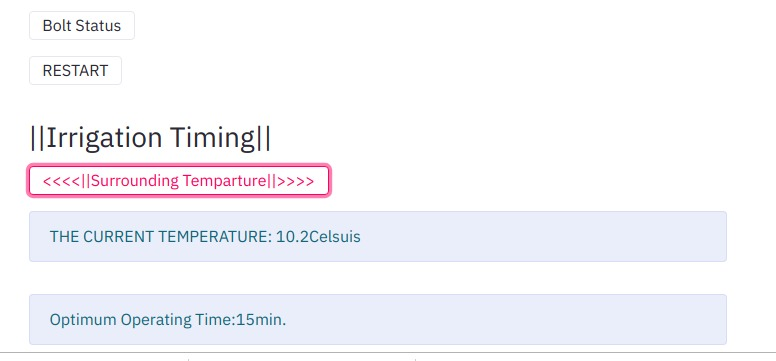 Bolt Status
RESTART
||Irrigation Timing||
<<<<||Surrounding Temparture||>>>>
THE CURRENT TEMPERATURE: 10.2Celsuis
Optimum Operating Time:15min.